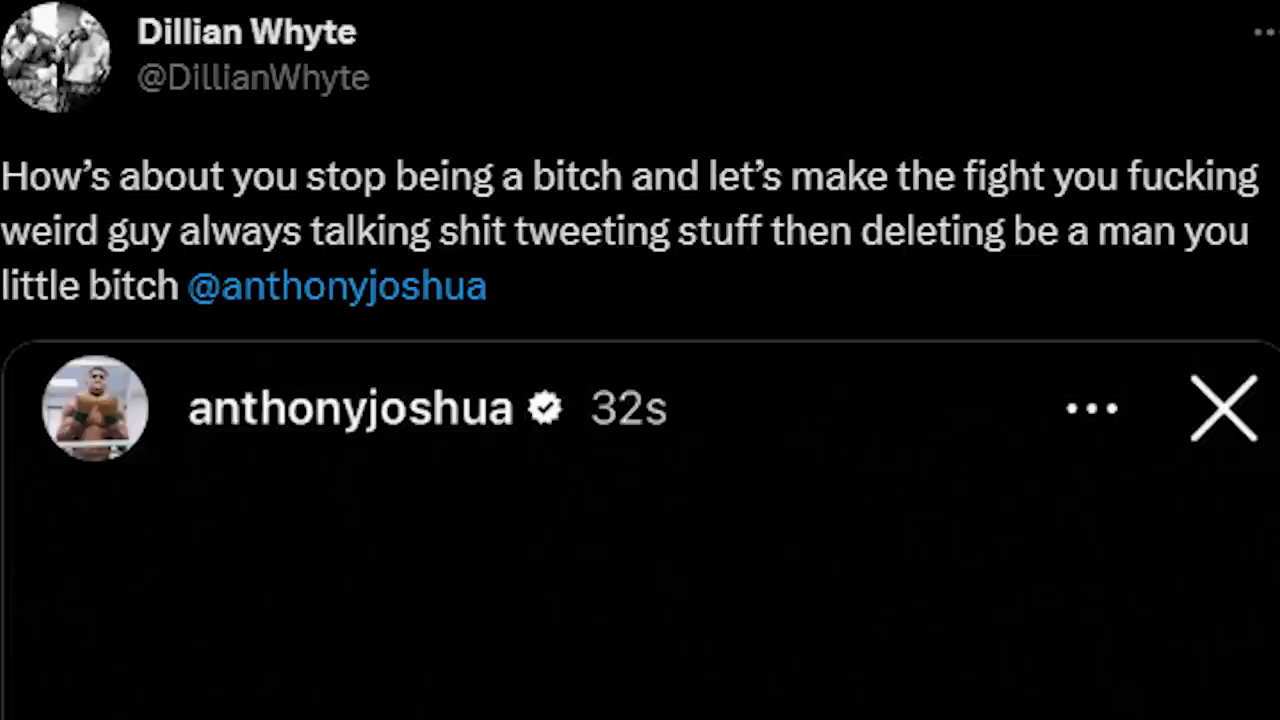 Dillian Whyte
@DillianWhyte
How’s about you stop being a bitch and let’s make the fight you fucking
weird guy always talking shit tweeting stuff then deleting be a man you
little bitch @anthonyjoshua
anthonyjoshua 32s